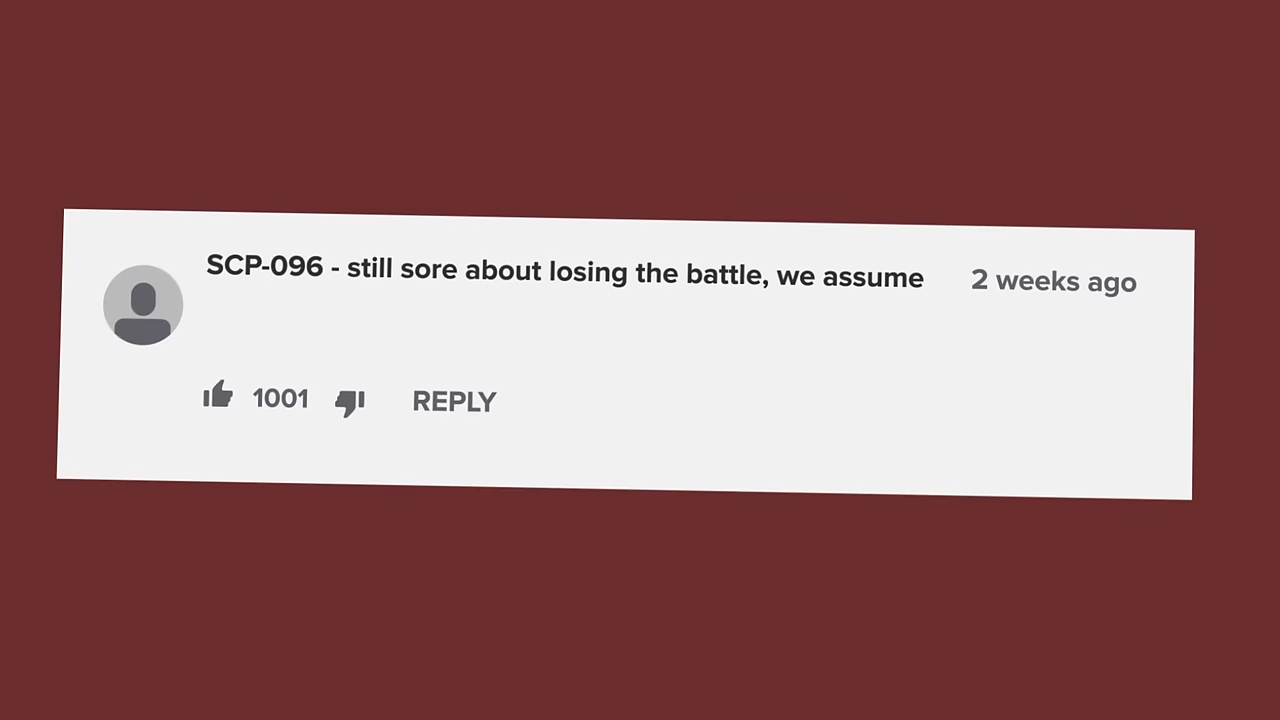 SCP-096 - still sore about losing the battle, we assume 2 weeks ago
1001 REPLY